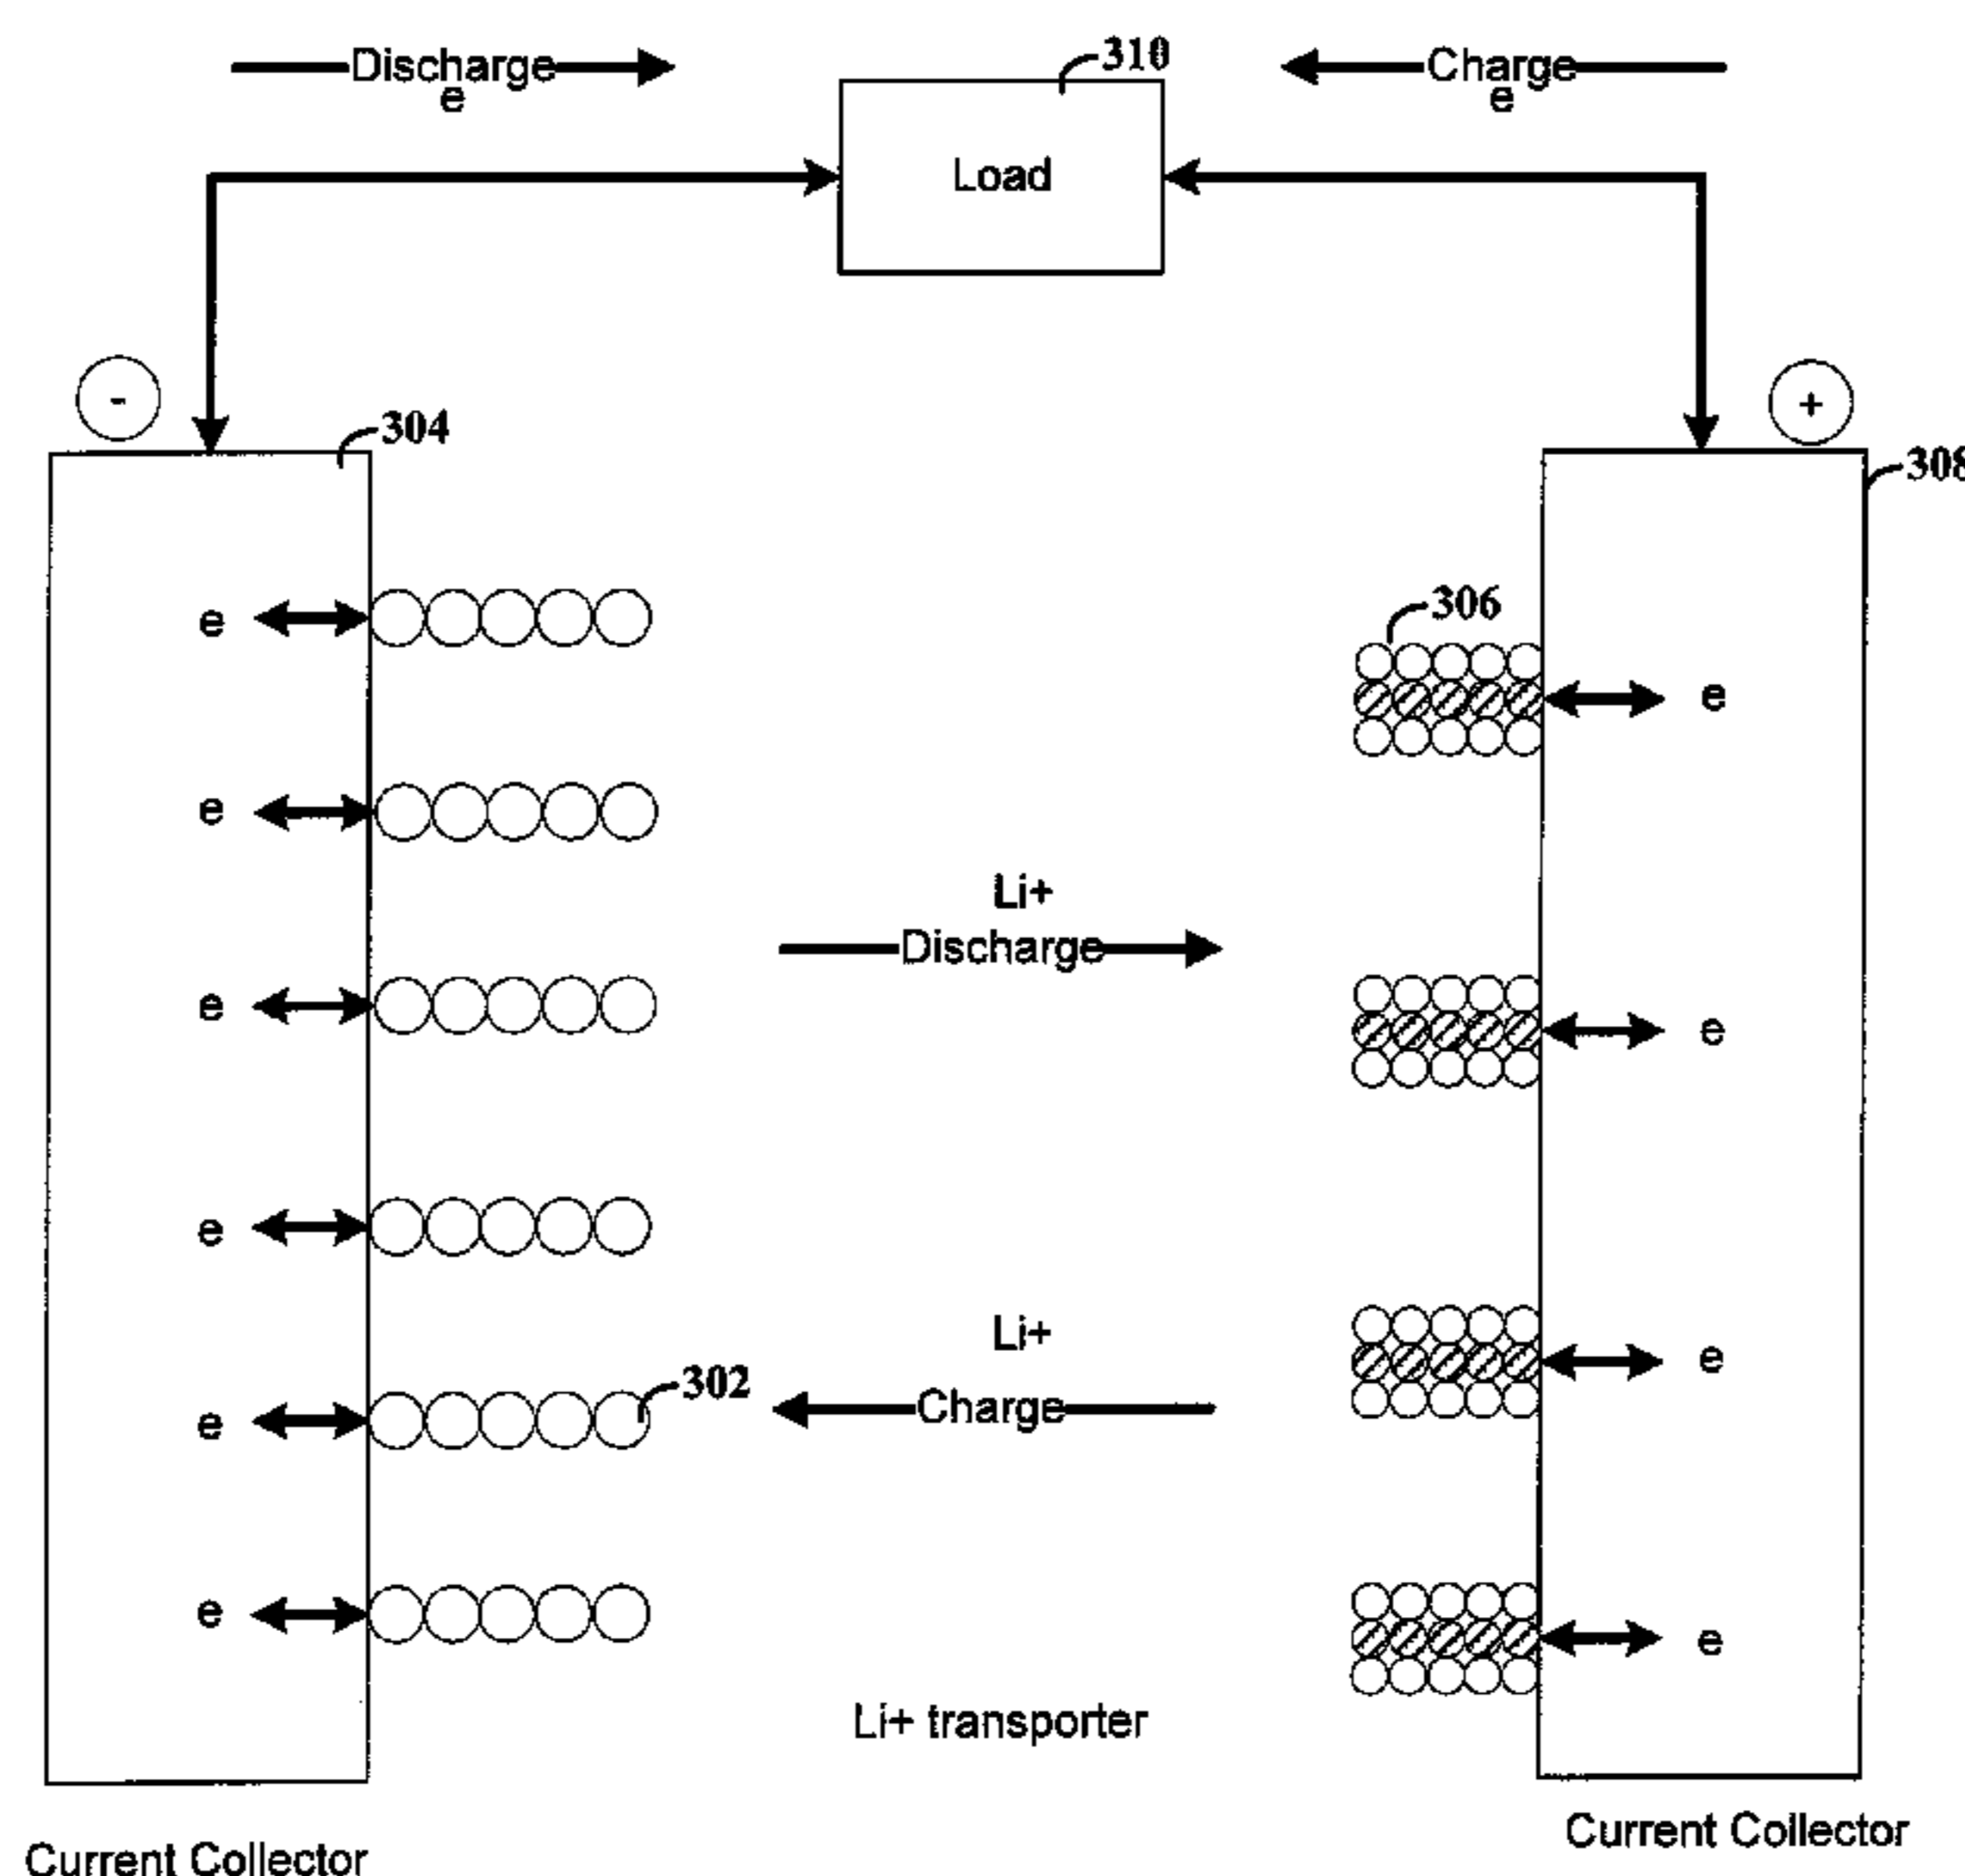 310
Discharge
e
Charge
e
Load
-
+
304
308
306
302
e
e
e
e
e
e
e
e
e
e
Li+
Discharge
Li+
Charge
Li+ transporter
Current Collector
Current Collector